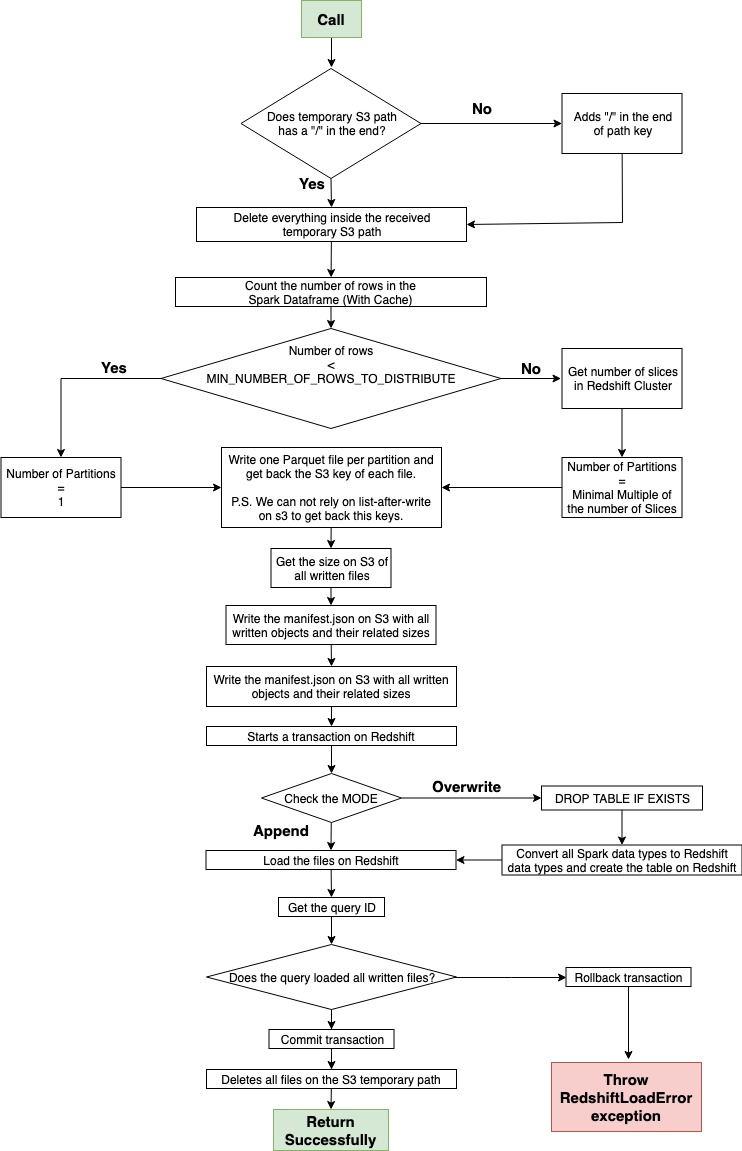 Call
Does temporary S3 path
has a "/" in the end?
No
Adds "/" in the end
of path key
Yes
Delete everything inside the received
temporary S3 path
Count the number of rows in the
Spark Dataframe (With Cache)
Number of rows
<
MIN_NUMBER_OF_ROWS_TO_DISTRIBUTE
Yes
No
Get number of slices
in Redshift Cluster
Number of Partitions
=
1
Write one Parquet file per partition and
get back the S3 key of each file.
P.S. We can not rely on list-after-write
on s3 to get back this keys.
Number of Partitions
=
Minimal Multiple of
the number of Slices
Get the size on S3 of
all written files
Write the manifest.json on S3 with all
written objects and their related sizes
Write the manifest.json on S3 with all written
objects and their related sizes
Starts a transaction on Redshift
Check the MODE
Overwrite
DROP TABLE IF EXISTS
Append
Convert all Spark data types to Redshift
data types and create the table on Redshift
Load the files on Redshift
Get the query ID
Does the query loaded all written files?
Rollback transaction
Commit transaction
Deletes all files on the S3 temporary path
Throw
RedshiftLoadError
exception
Return
Successfully